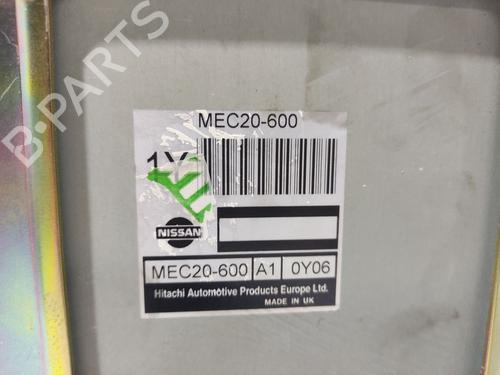 B-PARTS
MEC20-600
1Y
NISSAN
MEC20-600 A1 0Y06
Hitachi Automotive Products Europe Ltd.
MADE IN UK